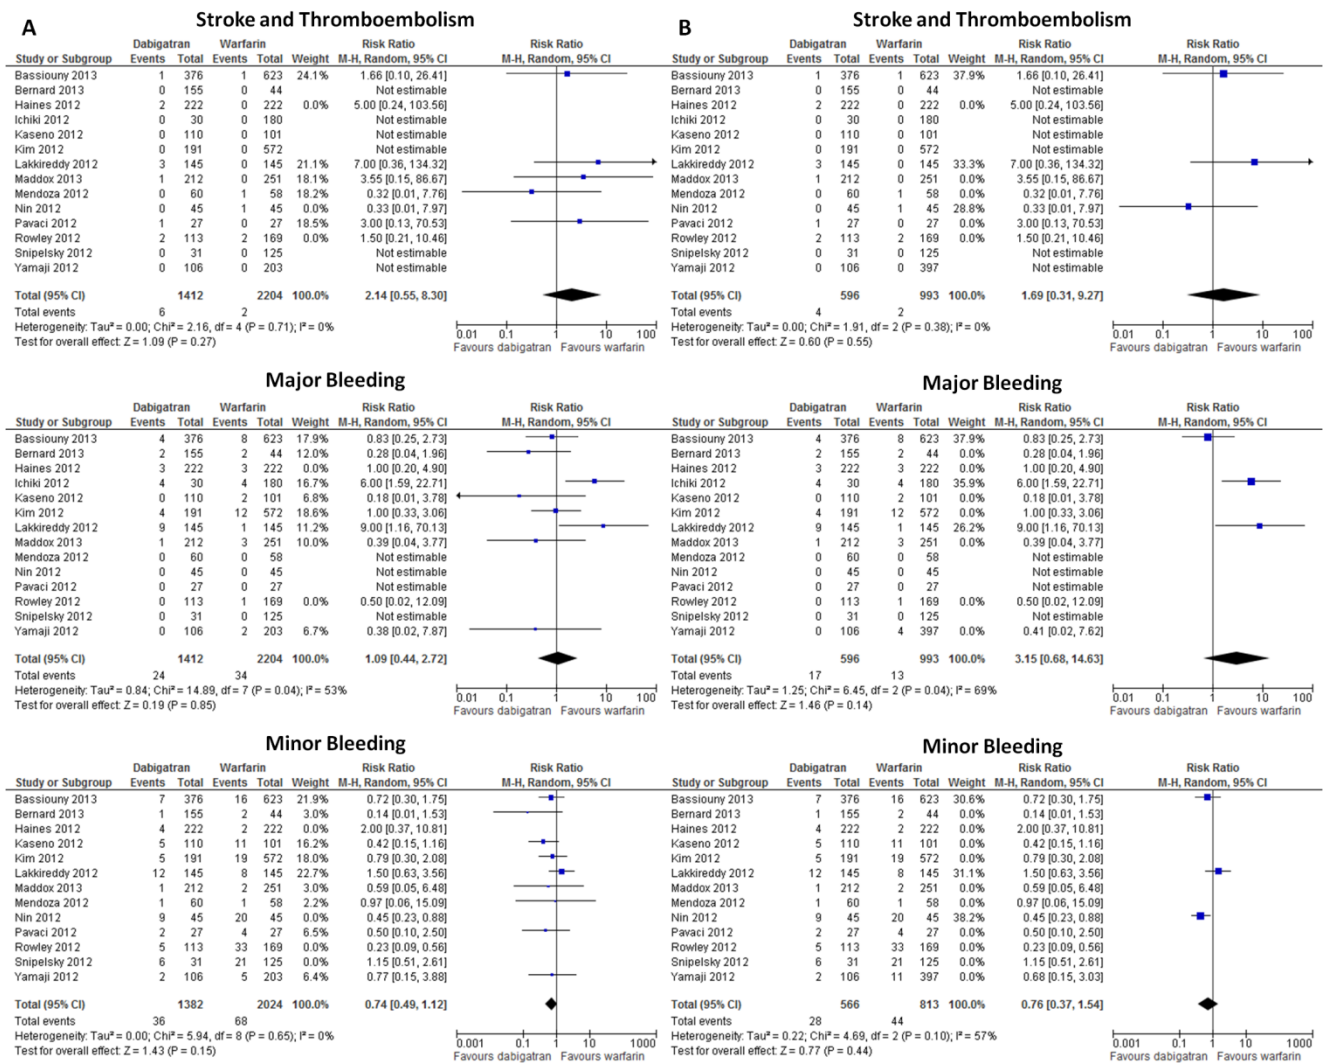 A
Stroke and Thromboembolism
Dabigatran Warfarin Risk Ratio Risk Ratio
Study or Subgroup Events Total Events Total Weight M-H, Random, 95% CI M-H, Random, 95% CI
Bassiouny 2013 1 376 1 623 24.1% 1.66 [0.10, 26.41]
Bernard 2013 0 155 0 44 Not estimable
Haines 2012 2 222 0 222 0.0% 5.00 [0.24, 103.56]
Ichiki 2012 0 30 0 180 Not estimable
Kaseno 2012 0 110 0 101 Not estimable
Kim 2012 0 191 0 572 Not estimable
Lakkireddy 2012 3 145 0 145 21.1% 7.00 [0.36, 134.32]
Maddox 2013 1 212 0 251 18.1% 3.55 [0.15, 86.67]
Mendoza 2012 0 60 1 58 18.2% 0.32 [0.01, 7.76]
Nin 2012 0 45 1 45 0.0% 0.33 [0.01, 7.97]
Pavaci 2012 1 27 0 27 18.5% 3.00 [0.13, 70.53]
Rowley 2012 2 113 2 169 0.0% 1.50 [0.21, 10.46]
Snipelsky 2012 0 31 0 125 Not estimable
Yamaji 2012 0 106 0 203 Not estimable
Total (95% CI) 1412 2204 100.0% 2.14 [0.55, 8.30]
Total events 6 2
Heterogeneity: Tau² = 0.00; Chi² = 2.16, df = 4 (P = 0.71); I² = 0%
Test for overall effect: Z = 1.09 (P = 0.27)
0.01 0.1 1 10 100
Favours dabigatran Favours warfarin
Major Bleeding
Dabigatran Warfarin Risk Ratio Risk Ratio
Study or Subgroup Events Total Events Total Weight M-H, Random, 95% CI M-H, Random, 95% CI
Bassiouny 2013 4 376 8 623 17.9% 0.83 [0.25, 2.73]
Bernard 2013 2 155 2 44 12.0% 0.28 [0.04, 1.96]
Haines 2012 3 222 3 222 0.0% 1.00 [0.20, 4.90]
Ichiki 2012 4 30 4 180 16.7% 6.00 [1.59, 22.71]
Kaseno 2012 0 110 2 101 6.8% 0.18 [0.01, 3.78]
Kim 2012 4 191 12 572 18.6% 1.00 [0.33, 3.06]
Lakkireddy 2012 9 145 1 145 11.2% 9.00 [1.16, 70.13]
Maddox 2013 1 212 3 251 10.0% 0.39 [0.04, 3.77]
Mendoza 2012 0 60 0 58 Not estimable
Nin 2012 0 45 0 45 Not estimable
Pavaci 2012 0 27 0 27 Not estimable
Rowley 2012 0 113 1 169 0.0% 0.50 [0.02, 12.09]
Snipelsky 2012 0 31 0 125 Not estimable
Yamaji 2012 0 106 2 203 6.7% 0.38 [0.02, 7.87]
Total (95% CI) 1412 2204 100.0% 1.09 [0.44, 2.72]
Total events 24 34
Heterogeneity: Tau² = 0.84; Chi² = 14.89, df = 7 (P = 0.04); I² = 53%
Test for overall effect: Z = 0.19 (P = 0.85)
0.01 0.1 1 10 100
Favours dabigatran Favours warfarin
Minor Bleeding
Dabigatran Warfarin Risk Ratio Risk Ratio
Study or Subgroup Events Total Events Total Weight M-H, Random, 95% CI M-H, Random, 95% CI
Bassiouny 2013 7 376 16 623 21.9% 0.72 [0.30, 1.75]
Bernard 2013 1 155 2 44 3.0% 0.14 [0.01, 1.53]
Haines 2012 4 222 2 222 0.0% 2.00 [0.37, 10.81]
Kaseno 2012 5 110 11 101 16.2% 0.42 [0.15, 1.16]
Kim 2012 5 191 19 572 18.0% 0.79 [0.30, 2.08]
Lakkireddy 2012 12 145 8 145 22.7% 1.50 [0.63, 3.56]
Maddox 2013 1 212 2 251 3.0% 0.59 [0.05, 6.48]
Mendoza 2012 1 60 1 58 2.2% 0.97 [0.06, 15.09]
Nin 2012 9 45 20 45 0.0% 0.45 [0.23, 0.88]
Pavaci 2012 2 27 4 27 6.6% 0.50 [0.10, 2.50]
Rowley 2012 5 113 33 169 0.0% 0.23 [0.09, 0.56]
Snipelsky 2012 6 31 21 125 0.0% 1.15 [0.51, 2.61]
Yamaji 2012 2 106 5 203 6.4% 0.77 [0.15, 3.88]
Total (95% CI) 1382 2024 100.0% 0.74 [0.49, 1.12]
Total events 36 68
Heterogeneity: Tau² = 0.00; Chi² = 5.94, df = 8 (P = 0.65); I² = 0%
Test for overall effect: Z = 1.43 (P = 0.15)
0.01 0.1 1 10 100
Favours dabigatran Favours warfarin
B
Stroke and Thromboembolism
Dabigatran Warfarin Risk Ratio Risk Ratio
Study or Subgroup Events Total Events Total Weight M-H, Random, 95% CI M-H, Random, 95% CI
Bassiouny 2013 1 376 1 623 37.9% 1.66 [0.10, 26.41]
Bernard 2013 0 155 0 44 Not estimable
Haines 2012 2 222 0 222 0.0% 5.00 [0.24, 103.56]
Ichiki 2012 0 30 0 180 Not estimable
Kaseno 2012 0 110 0 101 Not estimable
Kim 2012 0 191 0 572 Not estimable
Lakkireddy 2012 3 145 0 145 33.3% 7.00 [0.36, 134.32]
Maddox 2013 1 212 0 251 0.0% 3.55 [0.15, 86.67]
Mendoza 2012 0 60 1 58 0.0% 0.32 [0.01, 7.76]
Nin 2012 0 45 1 45 28.8% 0.33 [0.01, 7.97]
Pavaci 2012 1 27 0 27 0.0% 3.00 [0.13, 70.53]
Rowley 2012 2 113 2 169 0.0% 1.50 [0.21, 10.46]
Snipelsky 2012 0 31 0 125 Not estimable
Yamaji 2012 0 106 0 397 Not estimable
Total (95% CI) 596 993 100.0% 1.69 [0.31, 9.27]
Total events 4 2
Heterogeneity: Tau² = 0.00; Chi² = 1.91, df = 2 (P = 0.38); I² = 0%
Test for overall effect: Z = 0.60 (P = 0.55)
0.01 0.1 1 10 100
Favours dabigatran Favours warfarin
Major Bleeding
Dabigatran Warfarin Risk Ratio Risk Ratio
Study or Subgroup Events Total Events Total Weight M-H, Random, 95% CI M-H, Random, 95% CI
Bassiouny 2013 4 376 8 623 37.9% 0.83 [0.25, 2.73]
Bernard 2013 2 155 2 44 0.0% 0.28 [0.04, 1.96]
Haines 2012 3 222 3 222 0.0% 1.00 [0.20, 4.90]
Ichiki 2012 4 30 4 180 35.9% 6.00 [1.59, 22.71]
Kaseno 2012 0 110 2 101 0.0% 0.18 [0.01, 3.78]
Kim 2012 4 191 12 572 0.0% 1.00 [0.33, 3.06]
Lakkireddy 2012 9 145 1 145 26.2% 9.00 [1.16, 70.13]
Maddox 2013 1 212 3 251 0.0% 0.39 [0.04, 3.77]
Mendoza 2012 0 60 0 58 Not estimable
Nin 2012 0 45 0 45 Not estimable
Pavaci 2012 0 27 0 27 Not estimable
Rowley 2012 0 113 1 169 0.0% 0.50 [0.02, 12.09]
Snipelsky 2012 0 31 0 125 Not estimable
Yamaji 2012 0 106 4 397 0.0% 0.41 [0.02, 7.62]
Total (95% CI) 596 993 100.0% 3.15 [0.68, 14.63]
Total events 17 13
Heterogeneity: Tau² = 1.25; Chi² = 6.45, df = 2 (P = 0.04); I² = 69%
Test for overall effect: Z = 1.46 (P = 0.14)
0.01 0.1 1 10 100
Favours dabigatran Favours warfarin
Minor Bleeding
Dabigatran Warfarin Risk Ratio Risk Ratio
Study or Subgroup Events Total Events Total Weight M-H, Random, 95% CI M-H, Random, 95% CI
Bassiouny 2013 7 376 16 623 30.6% 0.72 [0.30, 1.75]
Bernard 2013 1 155 2 44 0.0% 0.14 [0.01, 1.53]
Haines 2012 4 222 2 222 0.0% 2.00 [0.37, 10.81]
Kaseno 2012 5 110 11 101 0.0% 0.42 [0.15, 1.16]
Kim 2012 5 191 19 572 0.0% 0.79 [0.30, 2.08]
Lakkireddy 2012 12 145 8 145 31.1% 1.50 [0.63, 3.56]
Maddox 2013 1 212 2 251 0.0% 0.59 [0.05, 6.48]
Mendoza 2012 1 60 1 58 0.0% 0.97 [0.06, 15.09]
Nin 2012 9 45 20 45 38.2% 0.45 [0.23, 0.88]
Pavaci 2012 2 27 4 27 0.0% 0.50 [0.10, 2.50]
Rowley 2012 5 113 33 169 0.0% 0.23 [0.09, 0.56]
Snipelsky 2012 6 31 21 125 0.0% 1.15 [0.51, 2.61]
Yamaji 2012 2 106 11 397 0.0% 0.68 [0.15, 3.03]
Total (95% CI) 566 813 100.0% 0.76 [0.37, 1.54]
Total events 28 44
Heterogeneity: Tau² = 0.22; Chi² = 4.69, df = 2 (P = 0.10); I² = 57%
Test for overall effect: Z = 0.77 (P = 0.44)
0.01 0.1 1 10 100
Favours dabigatran Favours warfarin